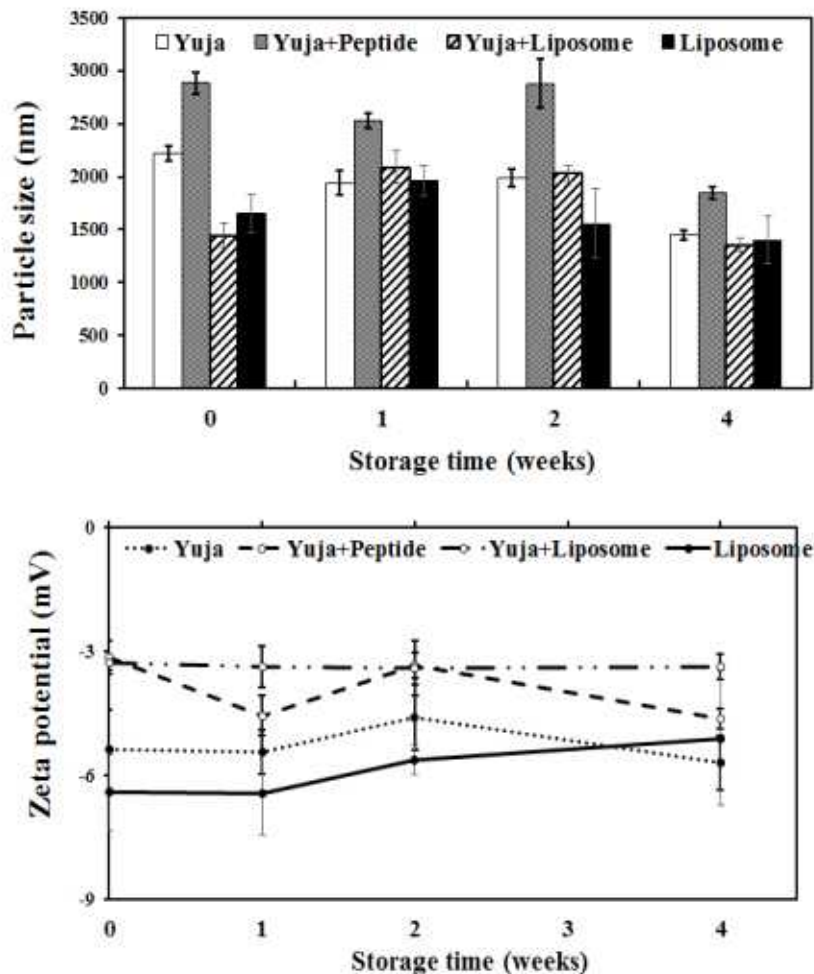 3500
Yuja Yuja+Peptide Yuja+Liposome Liposome
3000
2500
2000
1500
1000
500
0
Particle size (nm)
0 1 2 4
Storage time (weeks)
0
Yuja Yuja+Peptide Yuja+Liposome Liposome
-3
-6
-9
Zeta potential (mV)
0 1 2 3 4
Storage time (weeks)